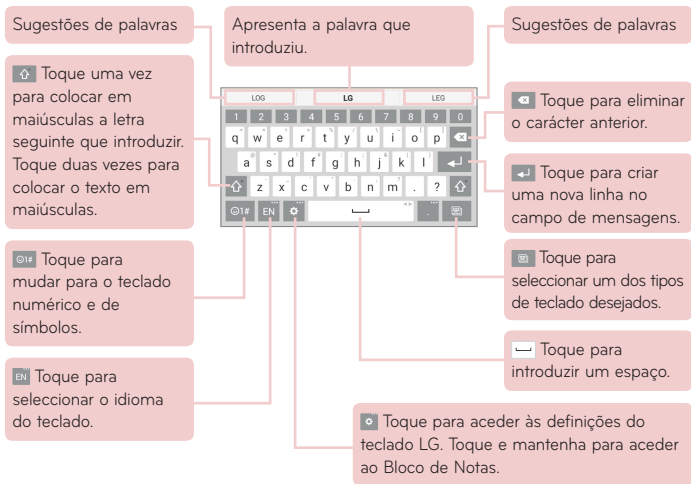 Sugestões de palavras
Apresenta a palavra que
introduziu.
Sugestões de palavras
Toque uma vez
para colocar em
maiúsculas a letra
seguinte que introduzir.
Toque duas vezes para
colocar o texto em
maiúsculas.
LOG LG LEG
1 2 3 4 5 6 7 8 9 0
q w e r t y u i o p
a s d f g h j k l
z x c v b n m . ?
1# EN .
Toque para eliminar
o carácter anterior.
Toque para criar
uma nova linha no
campo de mensagens.
1# Toque para
mudar para o teclado
numérico e de
símbolos.
Toque para
seleccionar um dos tipos
de teclado desejados.
Toque para
introduzir um espaço.
EN Toque para
seleccionar o idioma
do teclado.
Toque para aceder às definições do
teclado LG. Toque e mantenha para aceder
ao Bloco de Notas.